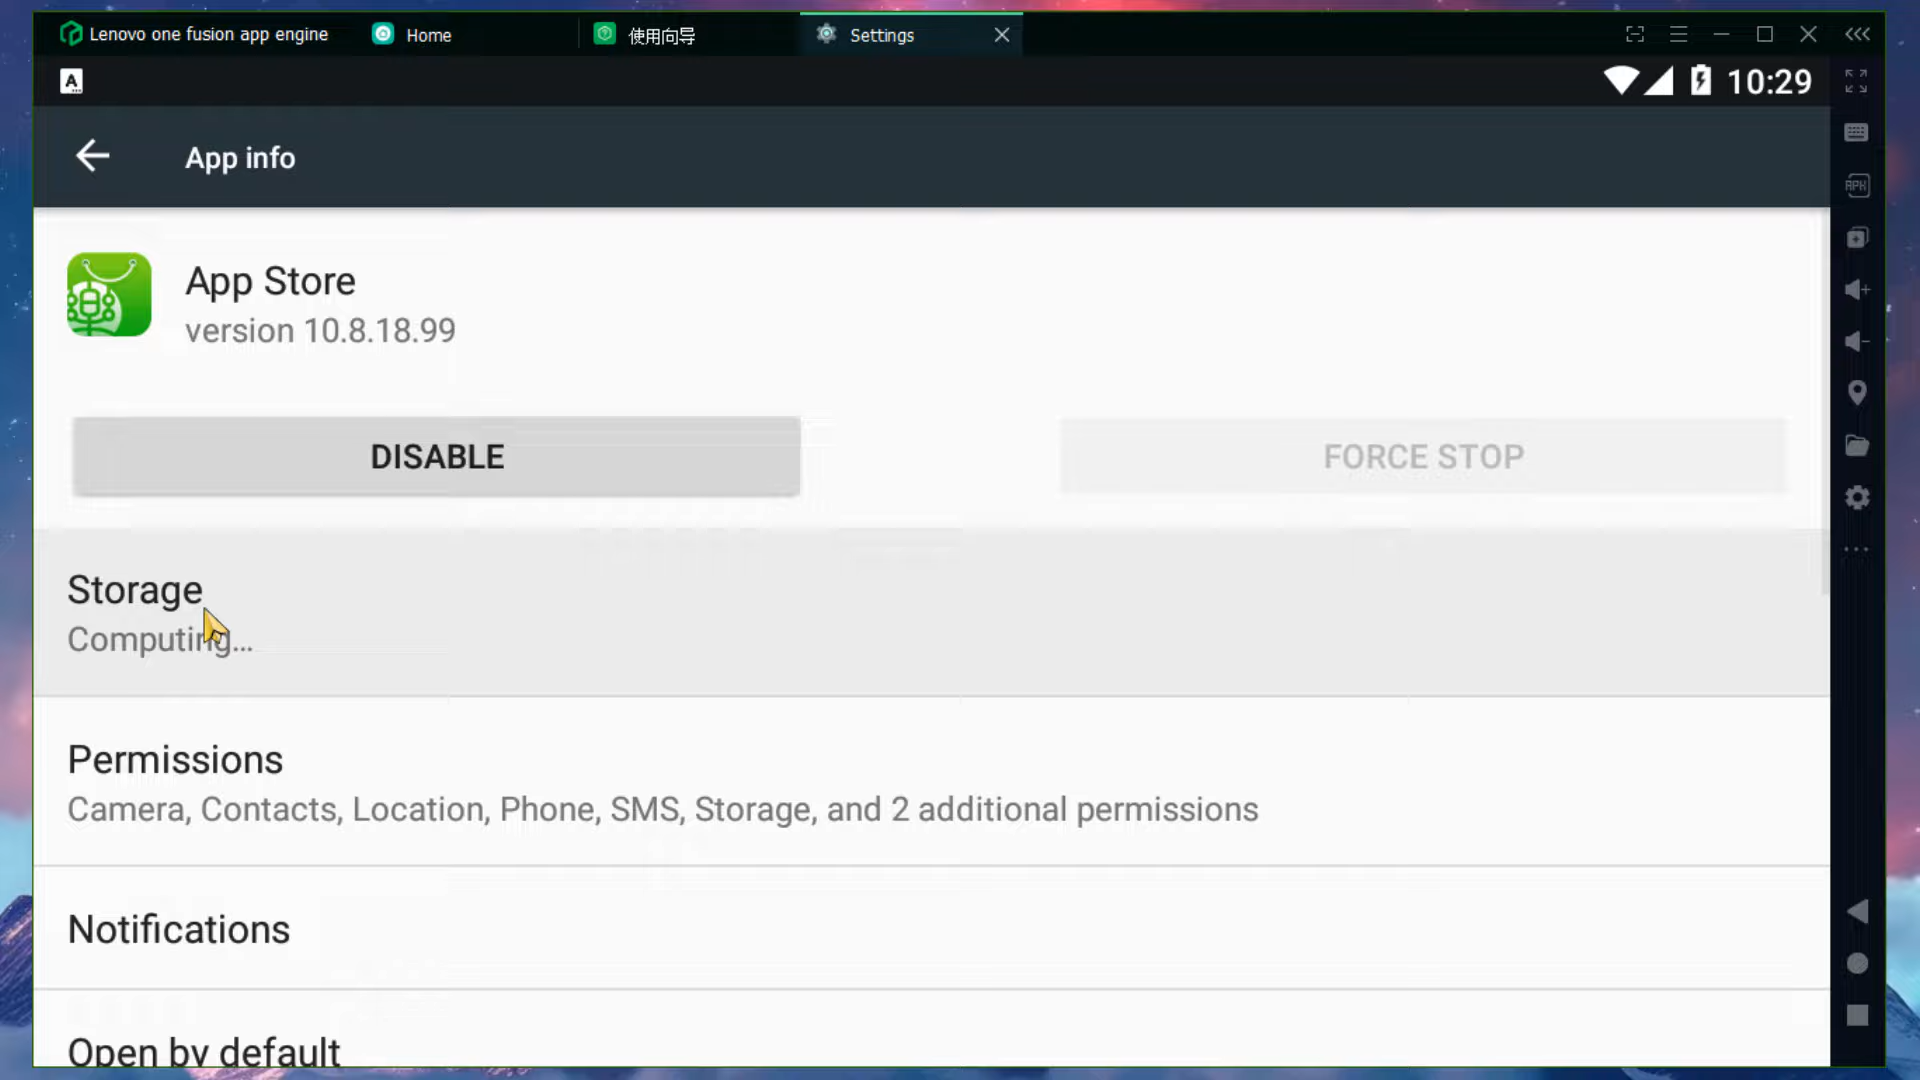 Lenovo one fusion app engine
Home
使用向导
Settings
A
10:29
App info
APK
App Store
version 10.8.18.99
DISABLE
FORCE STOP
Storage
Computing...
Permissions
Camera, Contacts, Location, Phone, SMS, Storage, and 2 additional permissions
Notifications
Open by default